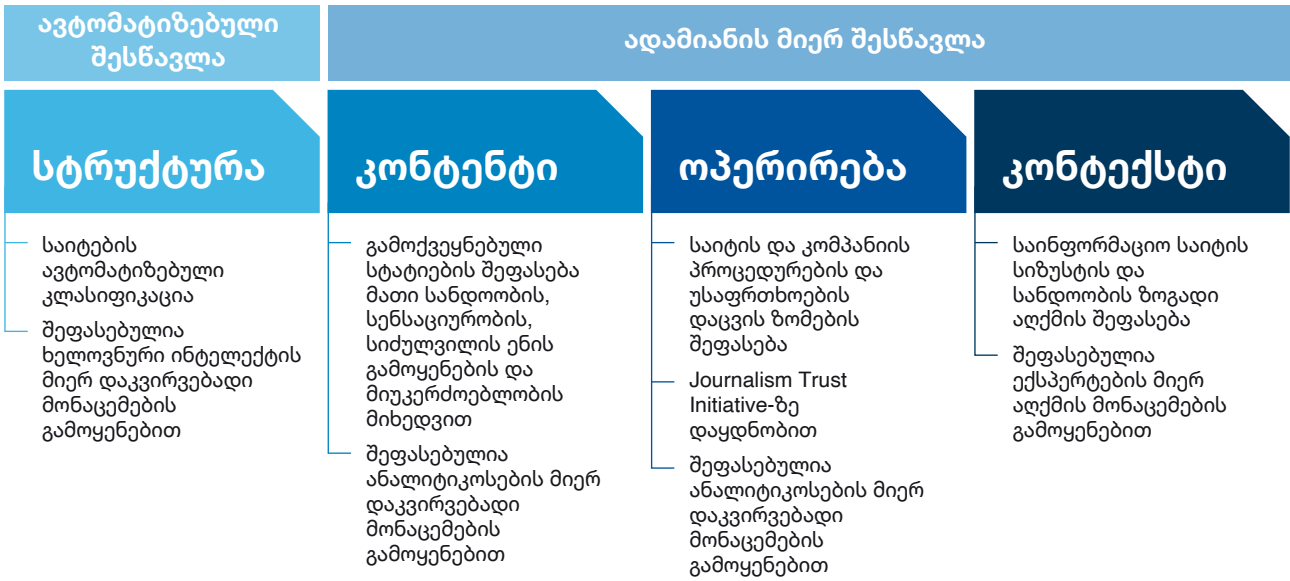 ავტომატიზებული
შესწავლა
ადამიანის მიერ შესწავლა
სტრუქტურა
საიტების
ავტომატიზებული
კლასიფიკაცია
შეფასებულია
ხელოვნური ინტელექტის
მიერ დაკვირვებადი
მონაცემების
გამოყენებით
კონტენტი
გამოქვეყნებული
სტატიების შეფასება
მათი სანდოობის,
სენსაციურობის,
სიძულვილის ენის
გამოყენების და
მიუკერძოებლობის
მიხედვით
შეფასებულია
ანალიტიკოსების მიერ
დაკვირვებადი
მონაცემების
გამოყენებით
ოპერირება
საიტის და კომპანიის
პროცედურების და
უსაფრთხოების
დაცვის ზომების
შეფასება
Journalism Trust
Initiative-ზე
დაყდნობით
შეფასებულია
ანალიტიკოსების მიერ
დაკვირვებადი
მონაცემების
გამოყენებით
კონტექსტი
საინფორმაციო საიტის
სიზუსტის და
სანდოობის ზოგადი
აღქმის შეფასება
შეფასებულია
ექსპერტების მიერ
აღქმის მონაცემების
გამოყენებით